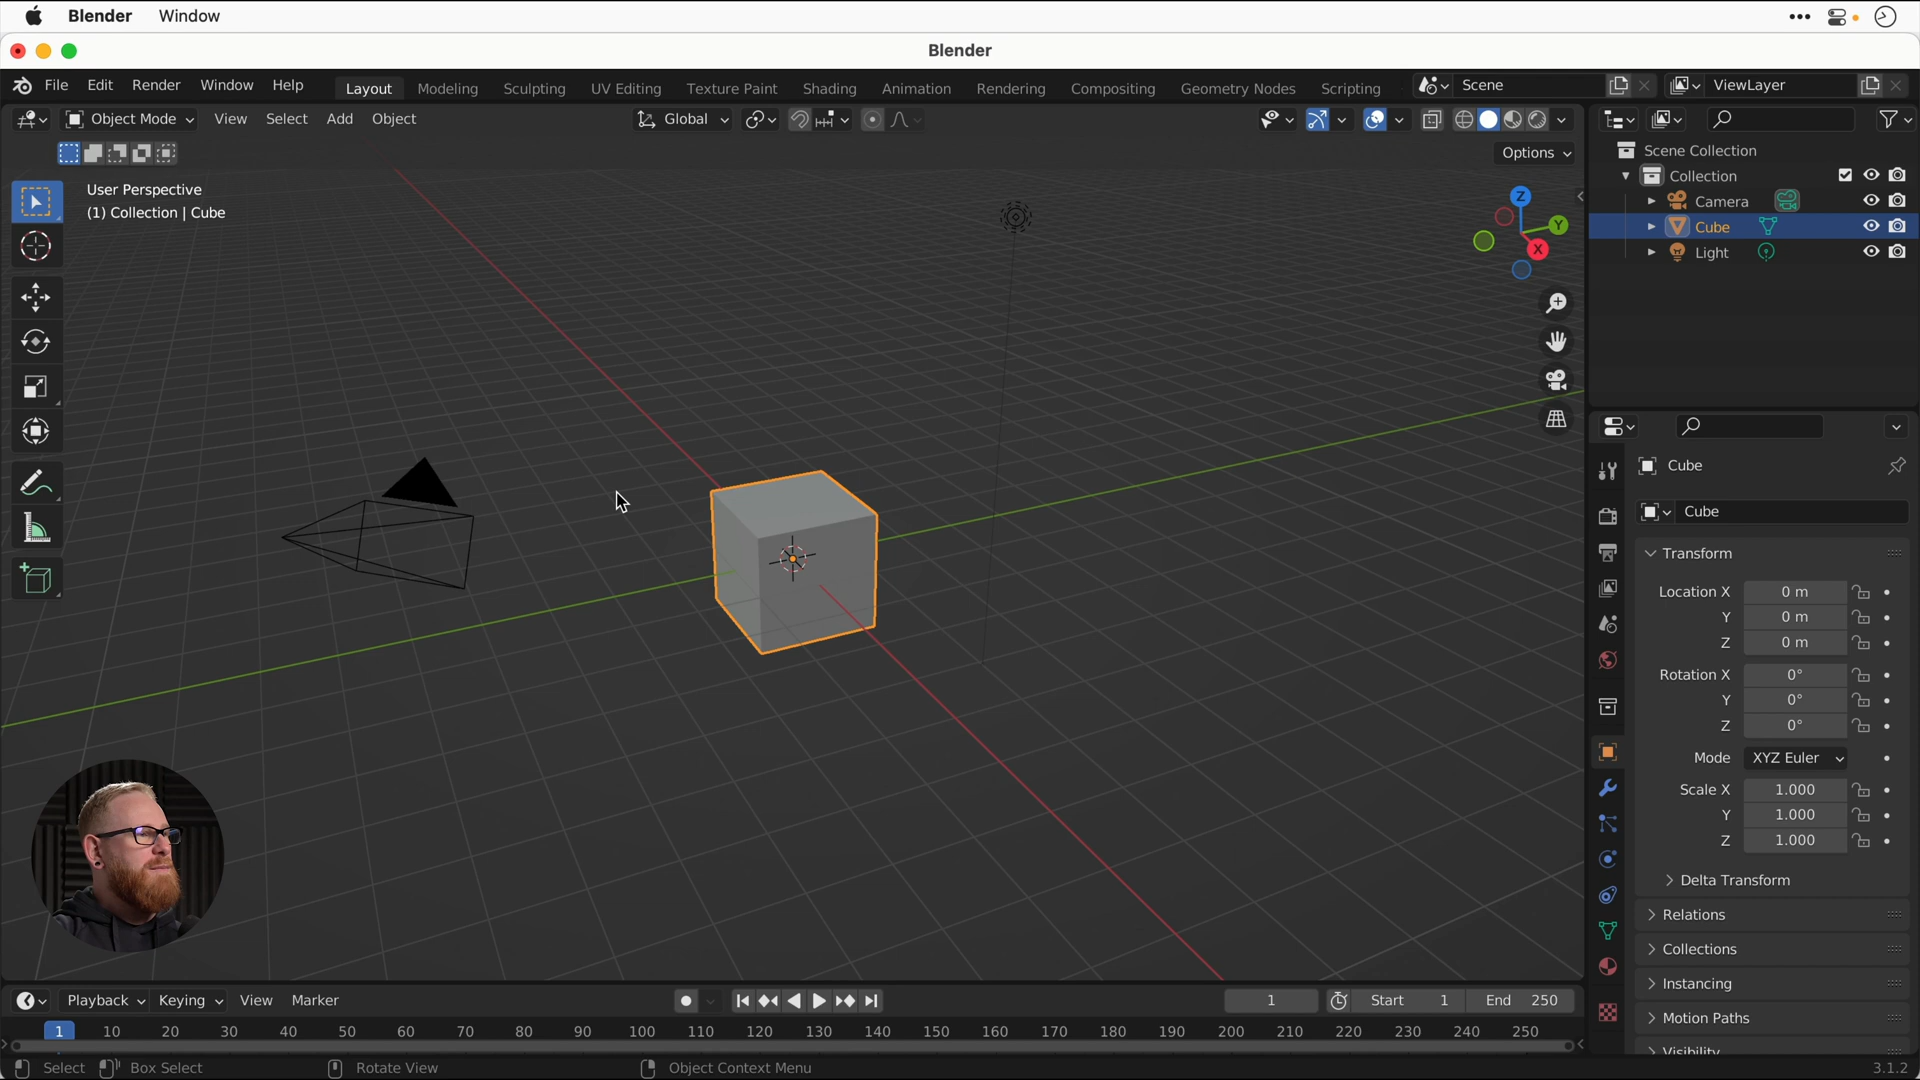 Blender Window
Blender
File Edit Render Window Help Layout Modeling Sculpting UV Editing Texture Paint Shading Animation Rendering Compositing Geometry Nodes Scripting Scene ViewLayer
Object Mode View Select Add Object Global
Options
User Perspective
(1) Collection | Cube
Z
Y
X
Scene Collection
Collection
Camera
Cube
Light
Cube
Cube
Transform
Location X 0 m
Y 0 m
Z 0 m
Rotation X 0°
Y 0°
Z 0°
Mode XYZ Euler
Scale X 1.000
Y 1.000
Z 1.000
Delta Transform
Relations
Collections
Instancing
Motion Paths
Visibility
Playback Keying View Marker 1 Start 1 End 250
1 10 20 30 40 50 60 70 80 90 100 110 120 130 140 150 160 170 180 190 200 210 220 230 240 250
Select Box Select Rotate View Object Context Menu 3.1.2